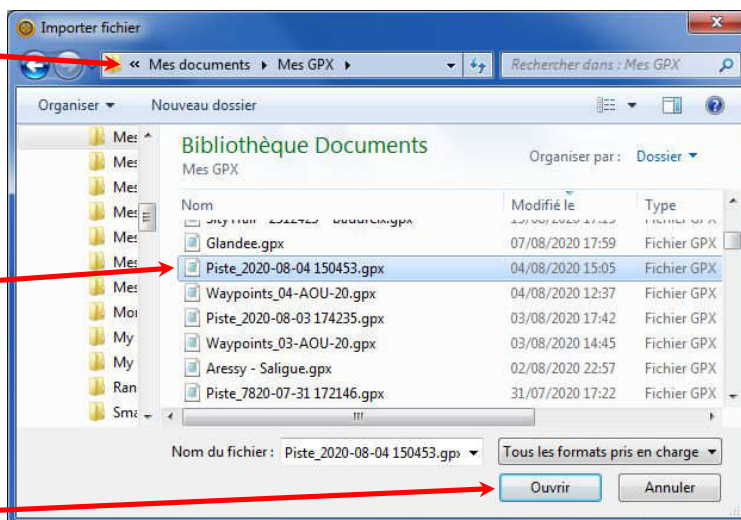 Importer fichier
« Mes documents ▸ Mes GPX ▸
Rechercher dans : Mes GPX
Organiser ▾ Nouveau dossier
Bibliothèque Documents
Mes GPX
Organiser par : Dossier ▾
Nom Modifié le Type
Mes
Mes
Mes
Mes
Mes
Mes
Mes
Mor
My
My
Ran
Sma
Glandee.gpx 07/08/2020 17:59 Fichier GPX
Piste_2020-08-04 150453.gpx 04/08/2020 15:05 Fichier GPX
Waypoints_04-AOU-20.gpx 04/08/2020 12:37 Fichier GPX
Piste_2020-08-03 174235.gpx 03/08/2020 17:42 Fichier GPX
Waypoints_03-AOU-20.gpx 03/08/2020 14:45 Fichier GPX
Aressy - Saligue.gpx 02/08/2020 22:57 Fichier GPX
Piste_7820-07-31 172146.gpx 31/07/2020 17:22 Fichier GPX
Nom du fichier : Piste_2020-08-04 150453.gp
Tous les formats pris en charge
Ouvrir Annuler